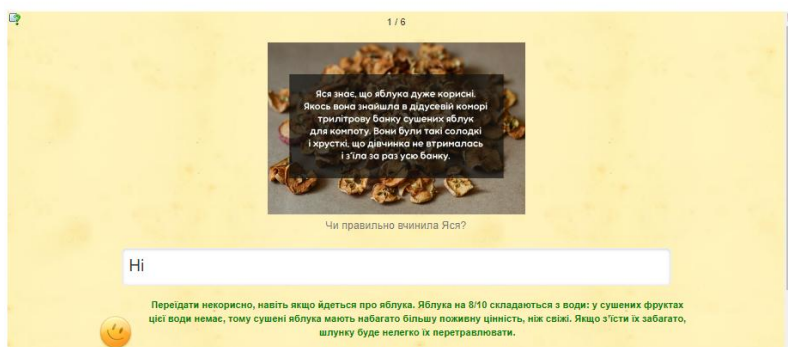 1 / 6
Яся знає, що яблука дуже корисні.
Якось вона знайшла в дідусевій коморі
трилітрову банку сушених яблук
для компоту. Вони були такі солодкі
і хрусткі, що дівчинка не втрималась
і з'їла за раз усю банку.
Чи правильно вчинила Яся?
Ні
Переїдати некорисно, навіть якщо йдеться про яблука. Яблука на 8/10 складаються з води: у сушених фруктах
цієї води немає, тому сушені яблука мають набагато більшу поживну цінність, ніж свіжі. Якщо з'їсти їх забагато,
шлунку буде нелегко їх перетравлювати.